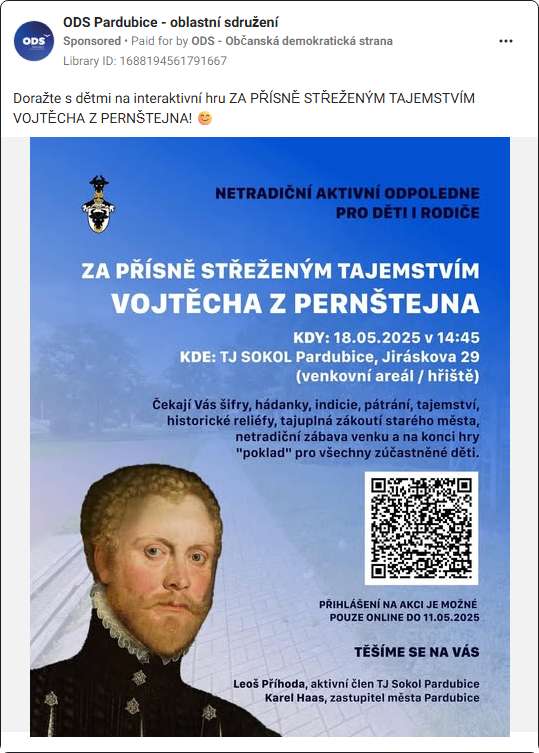 ODS Pardubice - oblastní sdružení
Sponsored • Paid for by ODS - Občanská demokratická strana
Library ID: 1688194561791667
Doražte s dětmi na interaktivní hru ZA PŘÍSNĚ STŘEŽENÝM TAJEMSTVÍM
VOJTĚCHA Z PERNŠTEJNA! 😊
ODS
NETRADIČNÍ AKTIVNÍ ODPOLEDNE
PRO DĚTI I RODIČE
ZA PŘÍSNĚ STŘEŽENÝM TAJEMSTVÍM
VOJTĚCHA Z PERNŠTEJNA
KDY: 18.05.2025 v 14:45
KDE: TJ SOKOL Pardubice, Jiráskova 29
(venkovní areál / hřiště)
Čekají Vás šifry, hádanky, indicie, pátrání, tajemství,
historické reliéfy, tajuplná zákoutí starého města,
netradiční zábava venku a na konci hry
"poklad" pro všechny zúčastněné děti.
PŘIHLÁŠENÍ NA AKCI JE MOŽNÉ
POUZE ONLINE DO 11.05.2025
TĚŠÍME SE NA VÁS
Leoš Příhoda, aktivní člen TJ Sokol Pardubice
Karel Haas, zastupitel města Pardubice